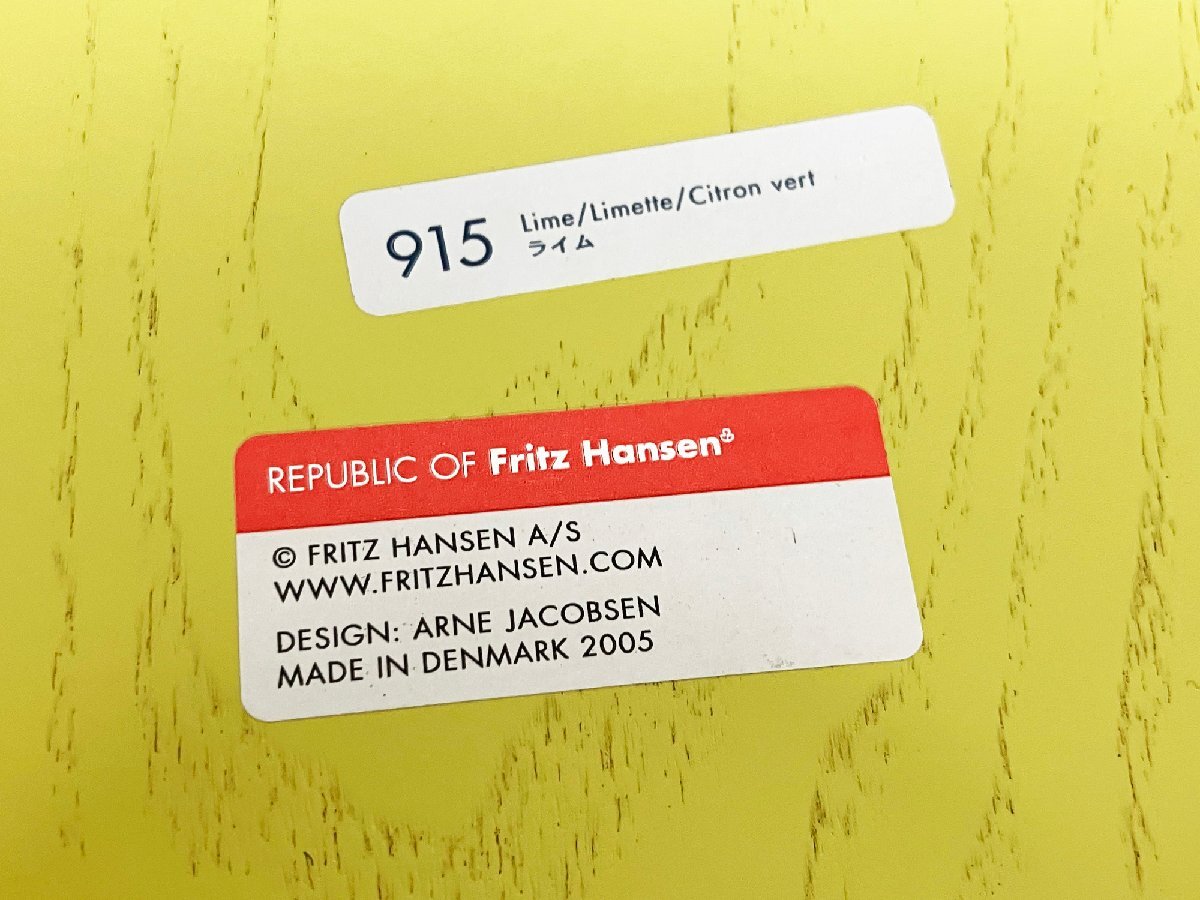 915 Lime/Limette/Citron vert
ライム
REPUBLIC OF Fritz Hansen
© FRITZ HANSEN A/S
WWW.FRITZHANSEN.COM
DESIGN: ARNE JACOBSEN
MADE IN DENMARK 2005